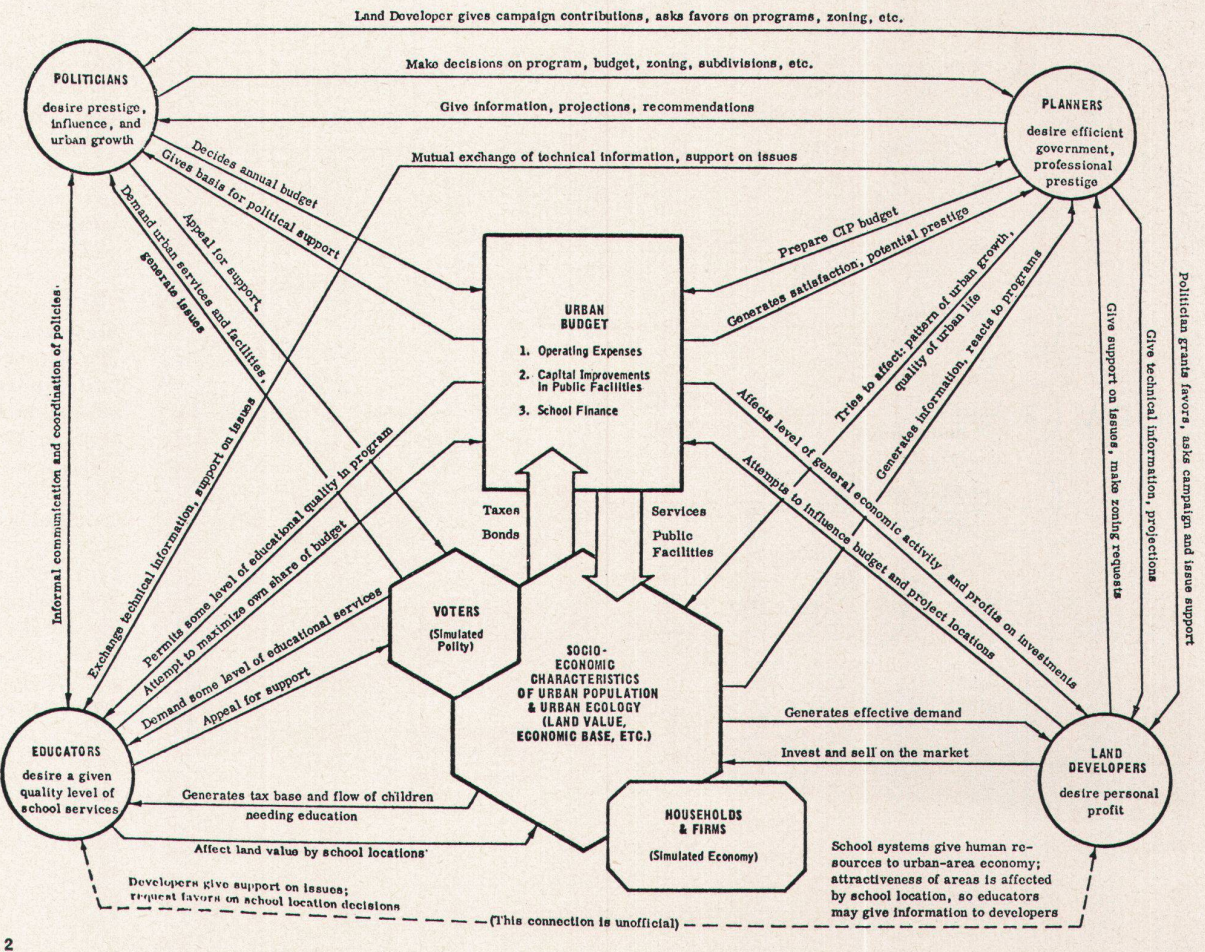 Land Developer gives campaign contributions, asks favors on programs, zoning, etc.
POLITICIANS
desire prestige,
influence, and
urban growth
Make decisions on program, budget, zoning, subdivisions, etc.
Give information, projections, recommendations
Mutual exchange of technical information, support on issues
PLANNERS
desire efficient
government,
professional
prestige
Decides annual budget
Gives basis for political support
Appeal for support
Demand urban services and facilities,
generate issues
Prepare CIP budget
Generates satisfaction, potential prestige
Tries to affect: pattern of urban growth,
quality of urban life
Generates information, reacts to programs
Give support on issues, make zoning requests
Give technical information, projections
Politician grants favors, asks campaign and issue support
URBAN
BUDGET
1. Operating Expenses
2. Capital Improvements
in Public Facilities
3. School Finance
Informal communication and coordination of policies.
Exchange technical information, support on issues
Permits some level of educational quality in program
Attempt to maximize own share of budget
Demand some level of educational services
Appeal for support
Affects level of general economic activity and profits on investments
Attempts to influence budget and project locations
Taxes
Bonds
Services
Public
Facilities
VOTERS
(Simulated
Polity)
SOCIO-
ECONOMIC
CHARACTERISTICS
OF URBAN POPULATION
& URBAN ECOLOGY
(LAND VALUE,
ECONOMIC BASE, ETC.)
Generates effective demand
Invest and sell on the market
EDUCATORS
desire a given
quality level of
school services
LAND
DEVELOPERS
desire personal
profit
Generates tax base and flow of children
needing education
Affect land value by school locations
HOUSEHOLDS
& FIRMS
(Simulated Economy)
School systems give human re-
sources to urban-area economy;
attractiveness of areas is affected
by school location, so educators
may give information to developers
Developers give support on issues;
request favors on school location decisions
(This connection is unofficial)
2